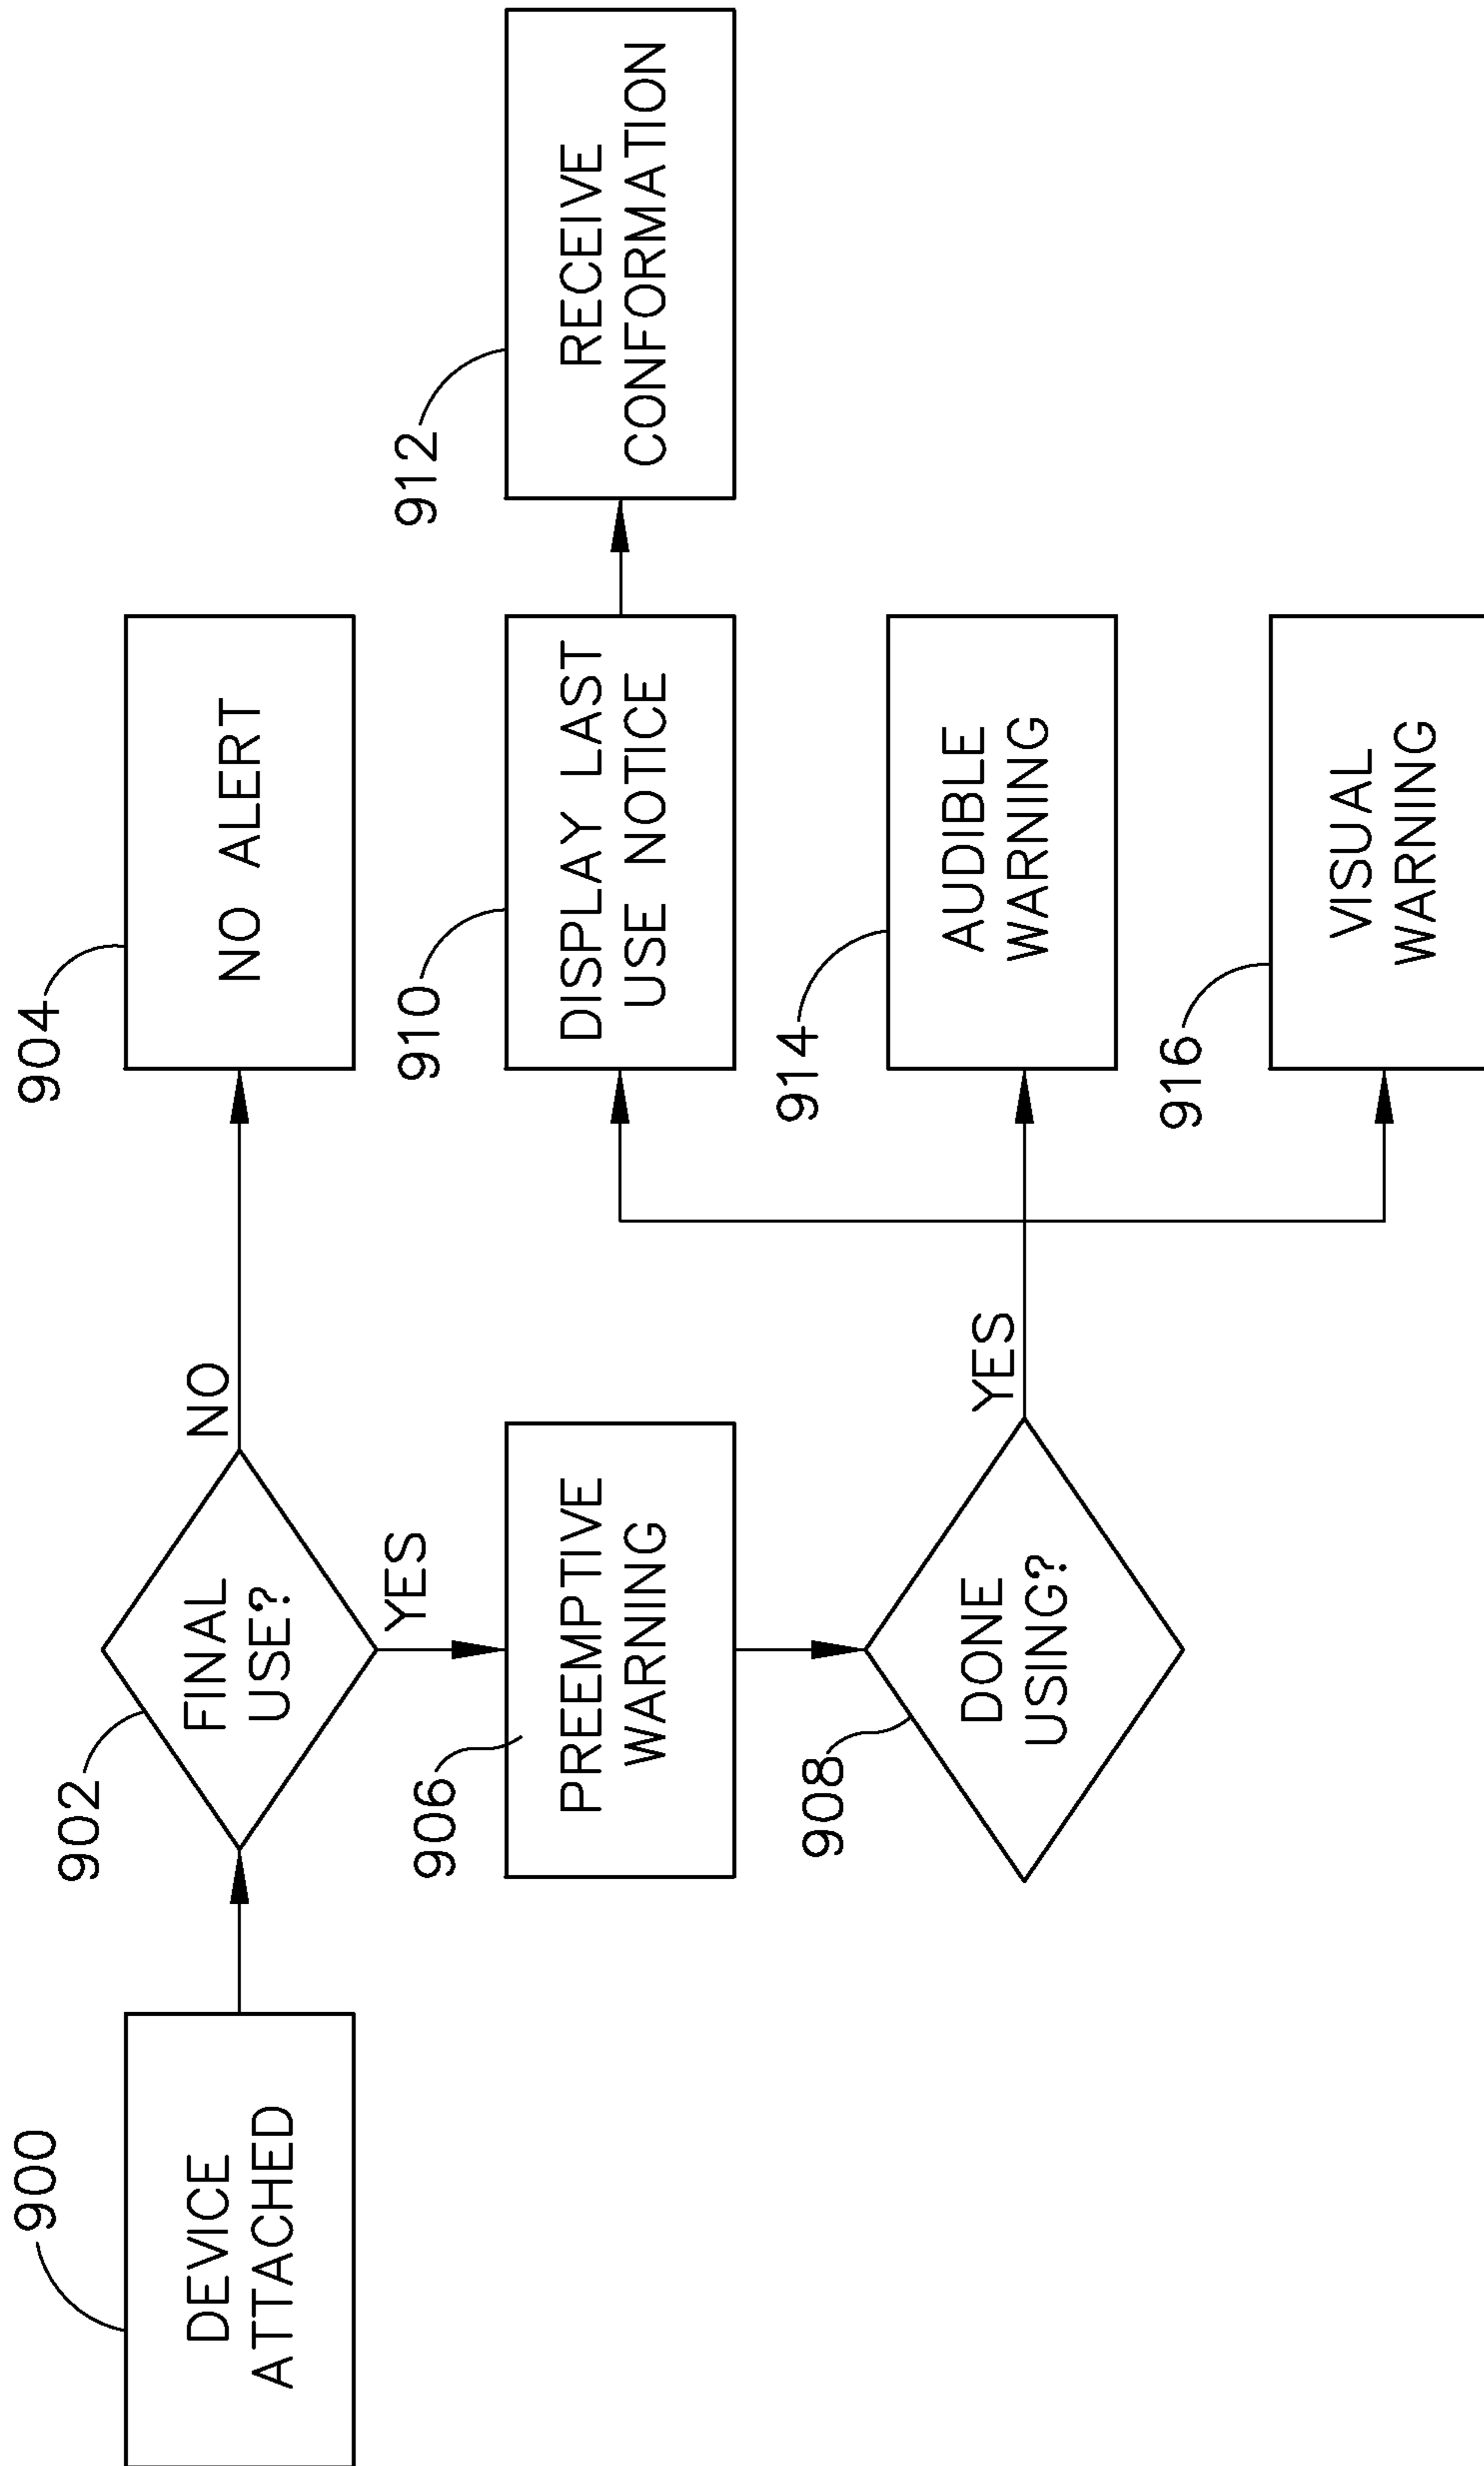 900
DEVICE
ATTACHED
902
FINAL
USE?
NO
904
NO ALERT
YES
906
PREEMPTIVE
WARNING
908
DONE
USING?
YES
910
DISPLAY LAST
USE NOTICE
912
RECEIVE
CONFORMATION
914
AUDIBLE
WARNING
916
VISUAL
WARNING